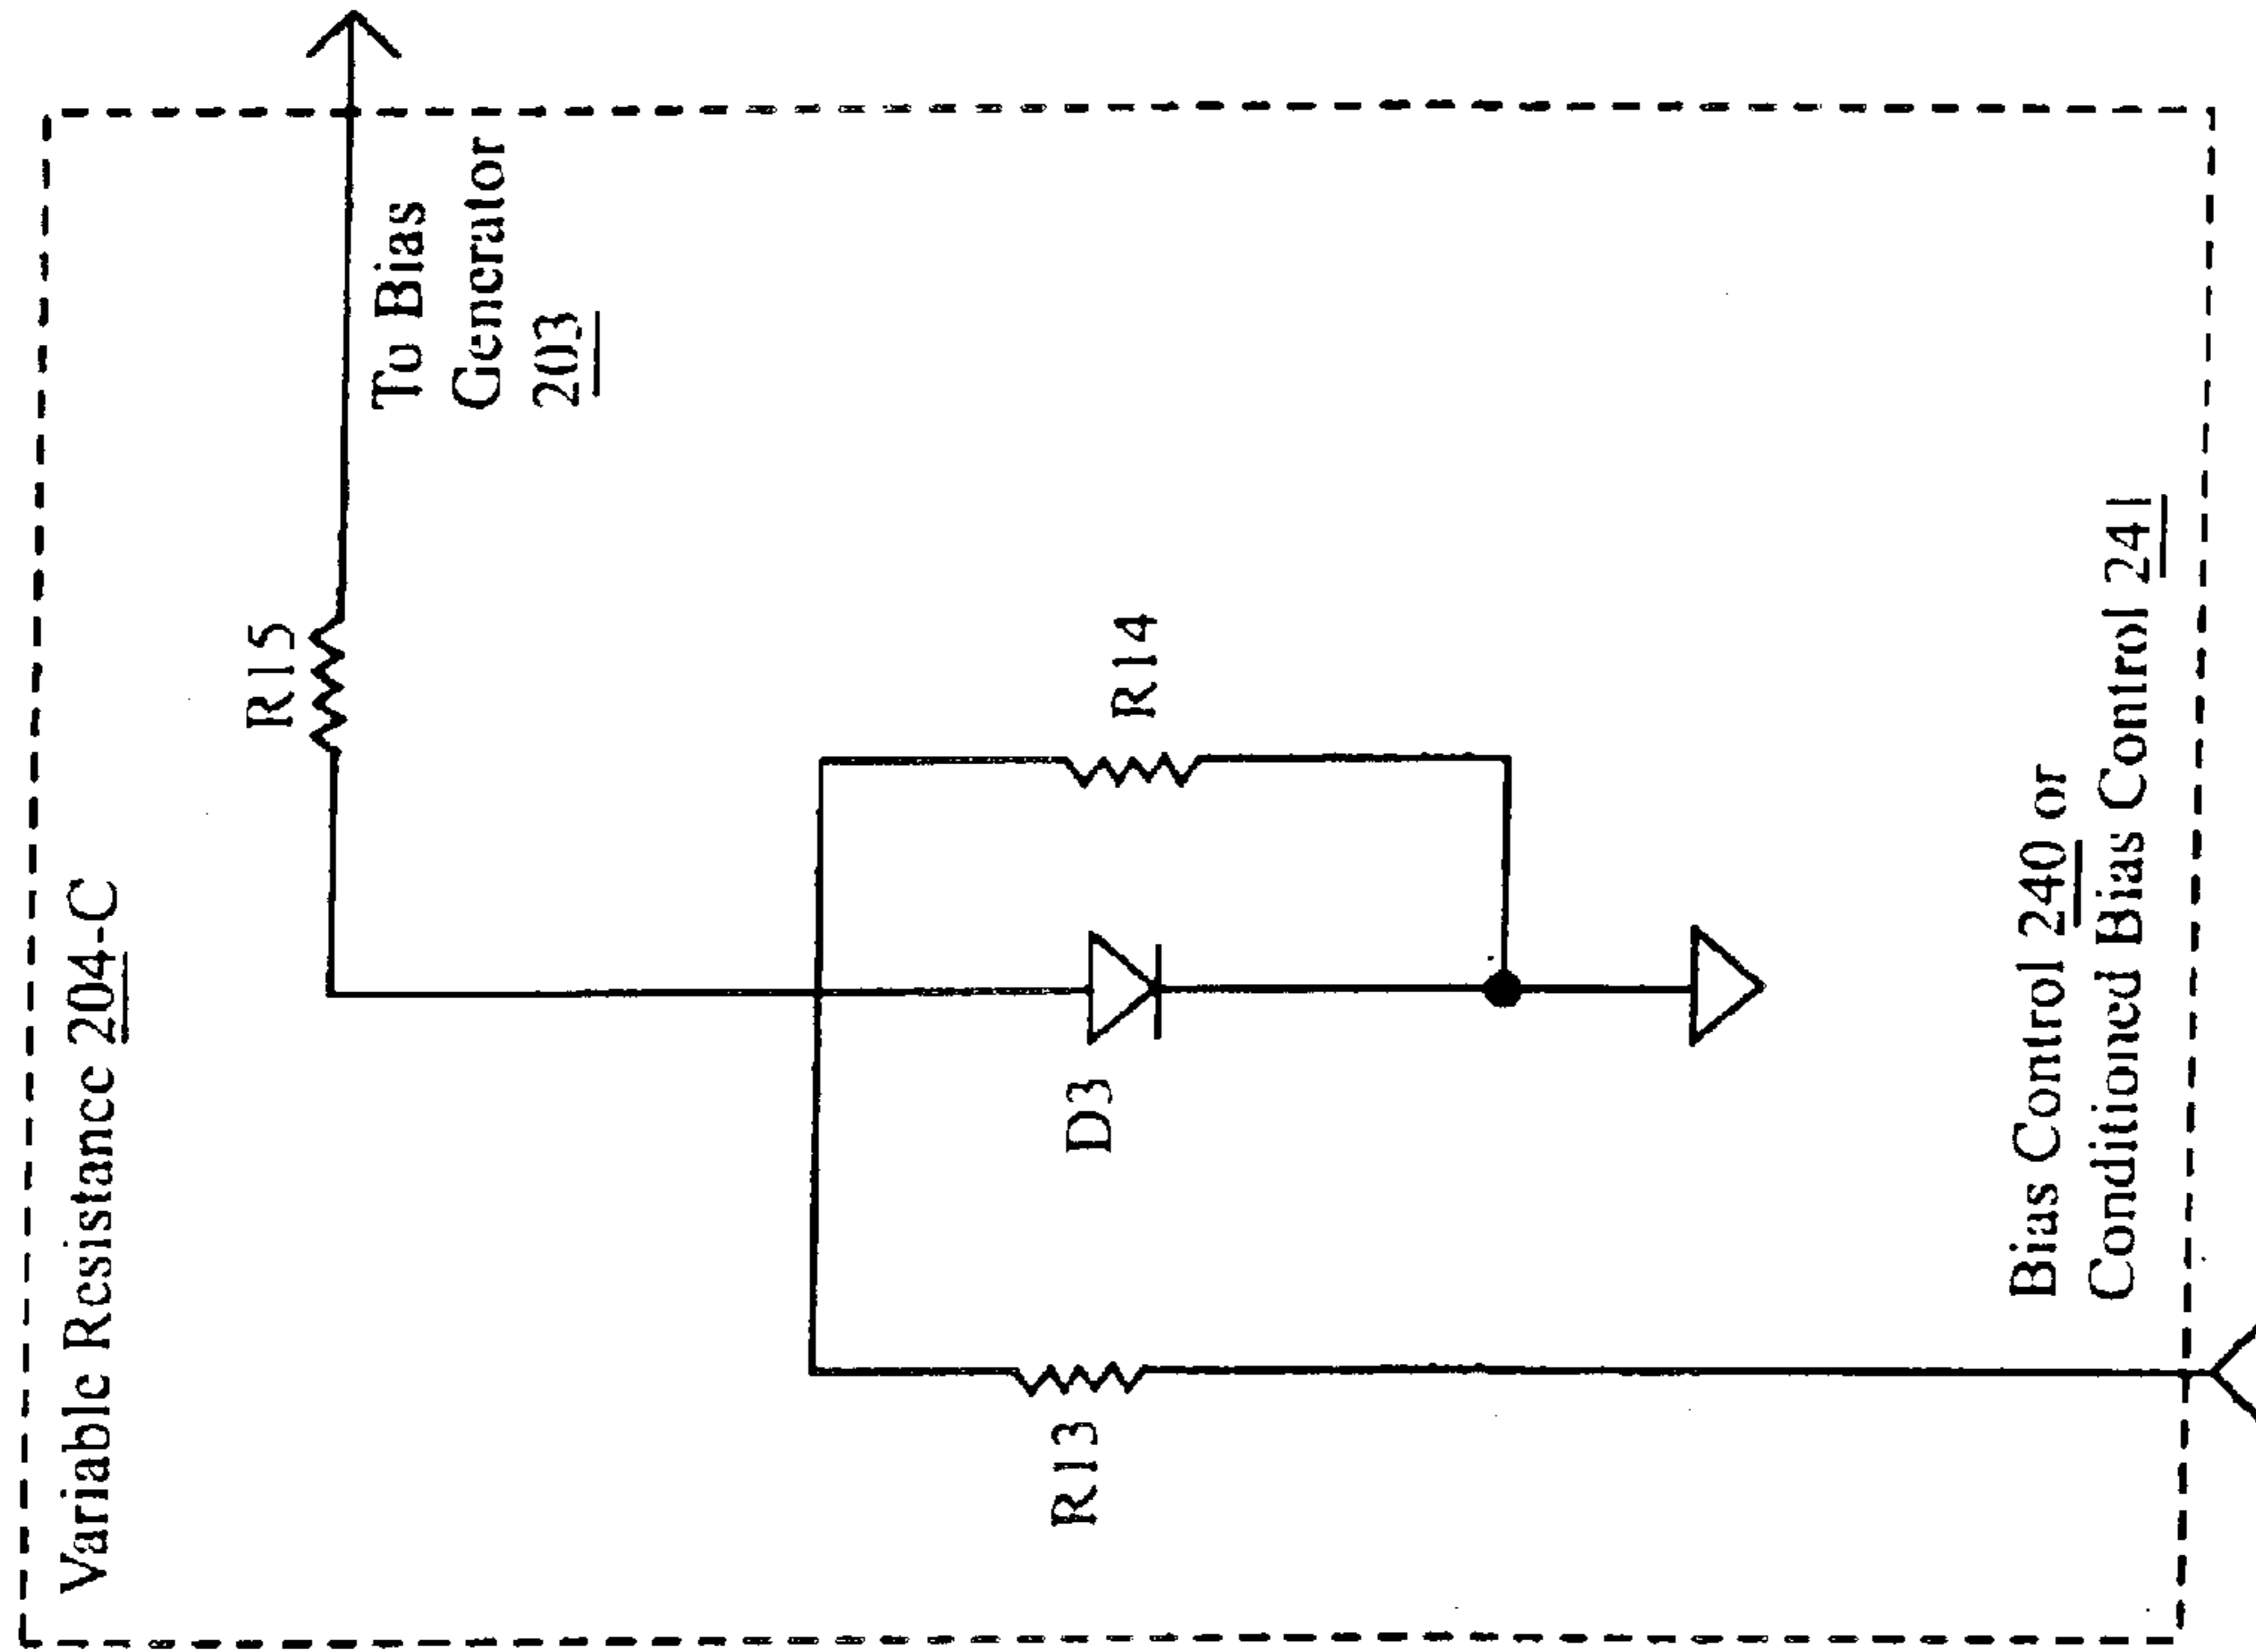 Variable Resistance 204-C
R15
To Bias
Generator
203
R13
D3
R14
Bias Control 240 or
Conditioned Bias Control 241